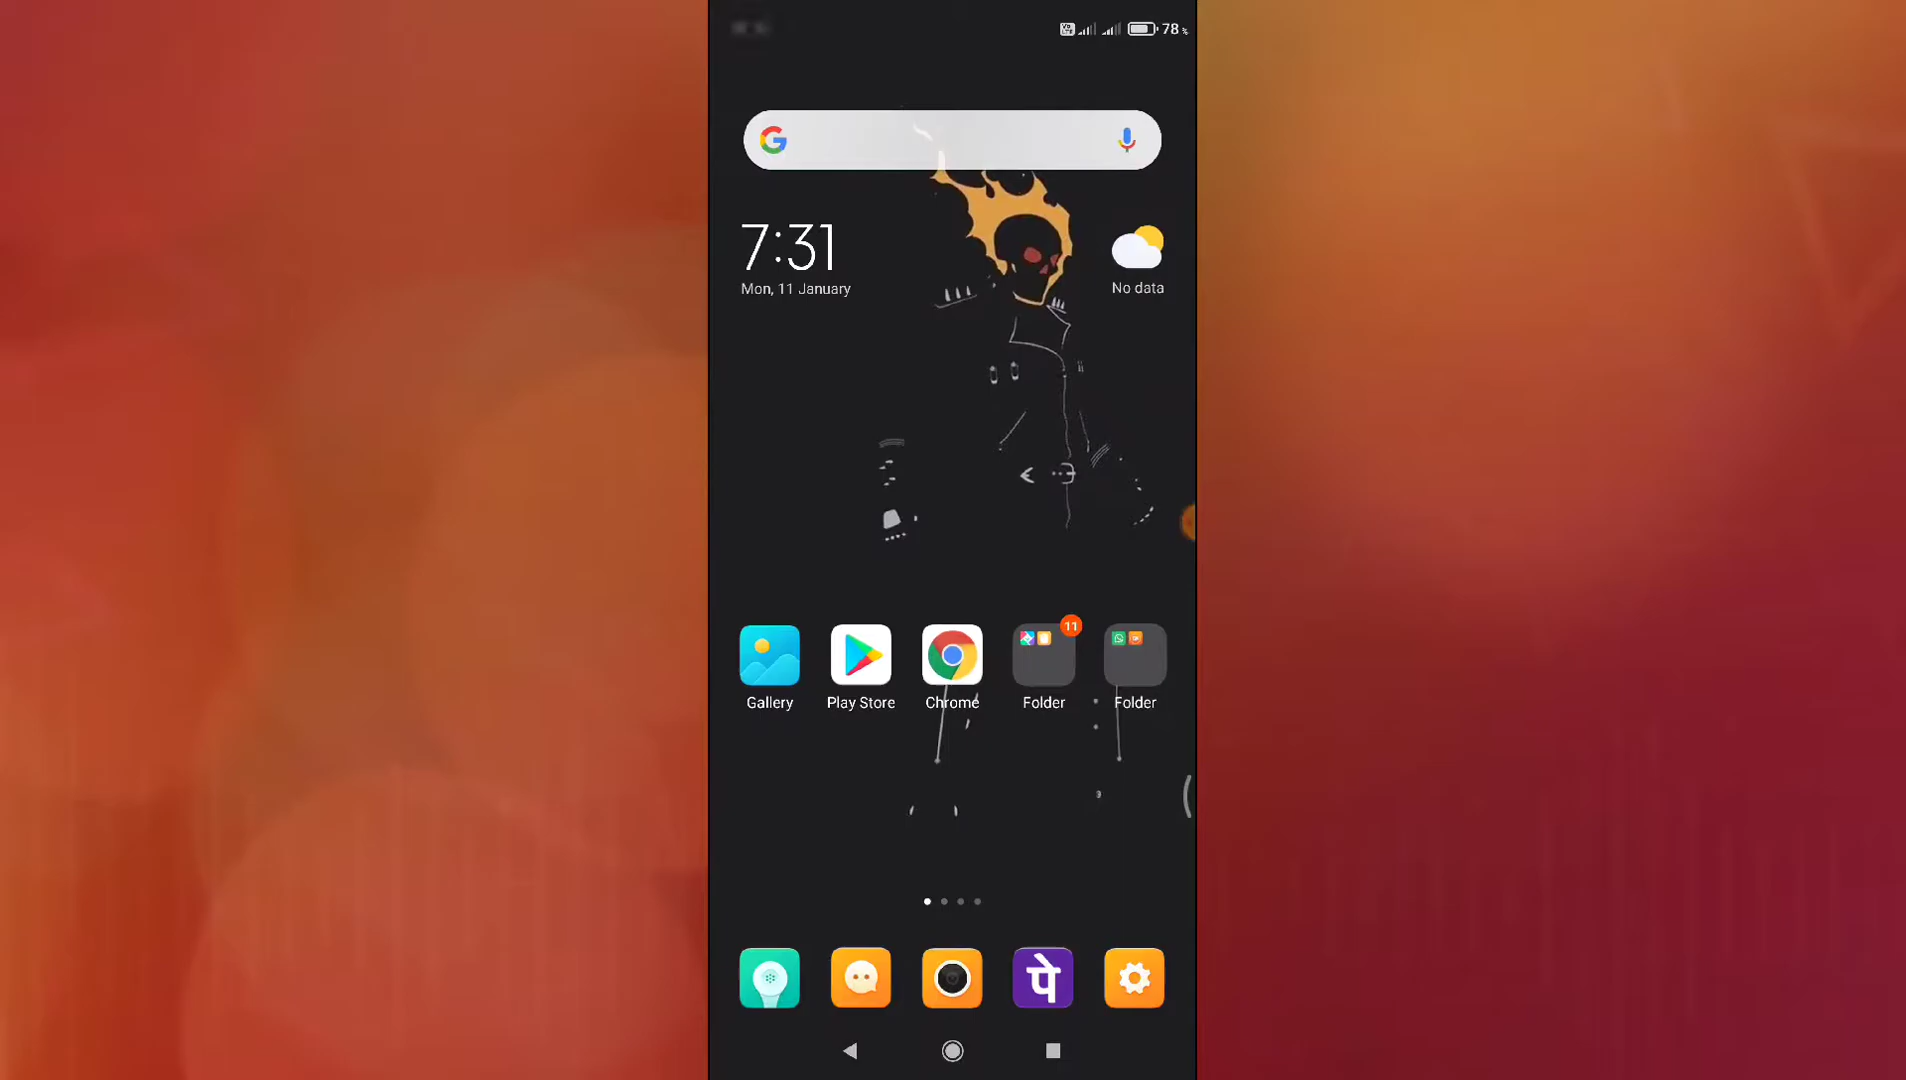 78%
7:31
Mon, 11 January
No data
11
Gallery
Play Store
Chrome
Folder
Folder
पे